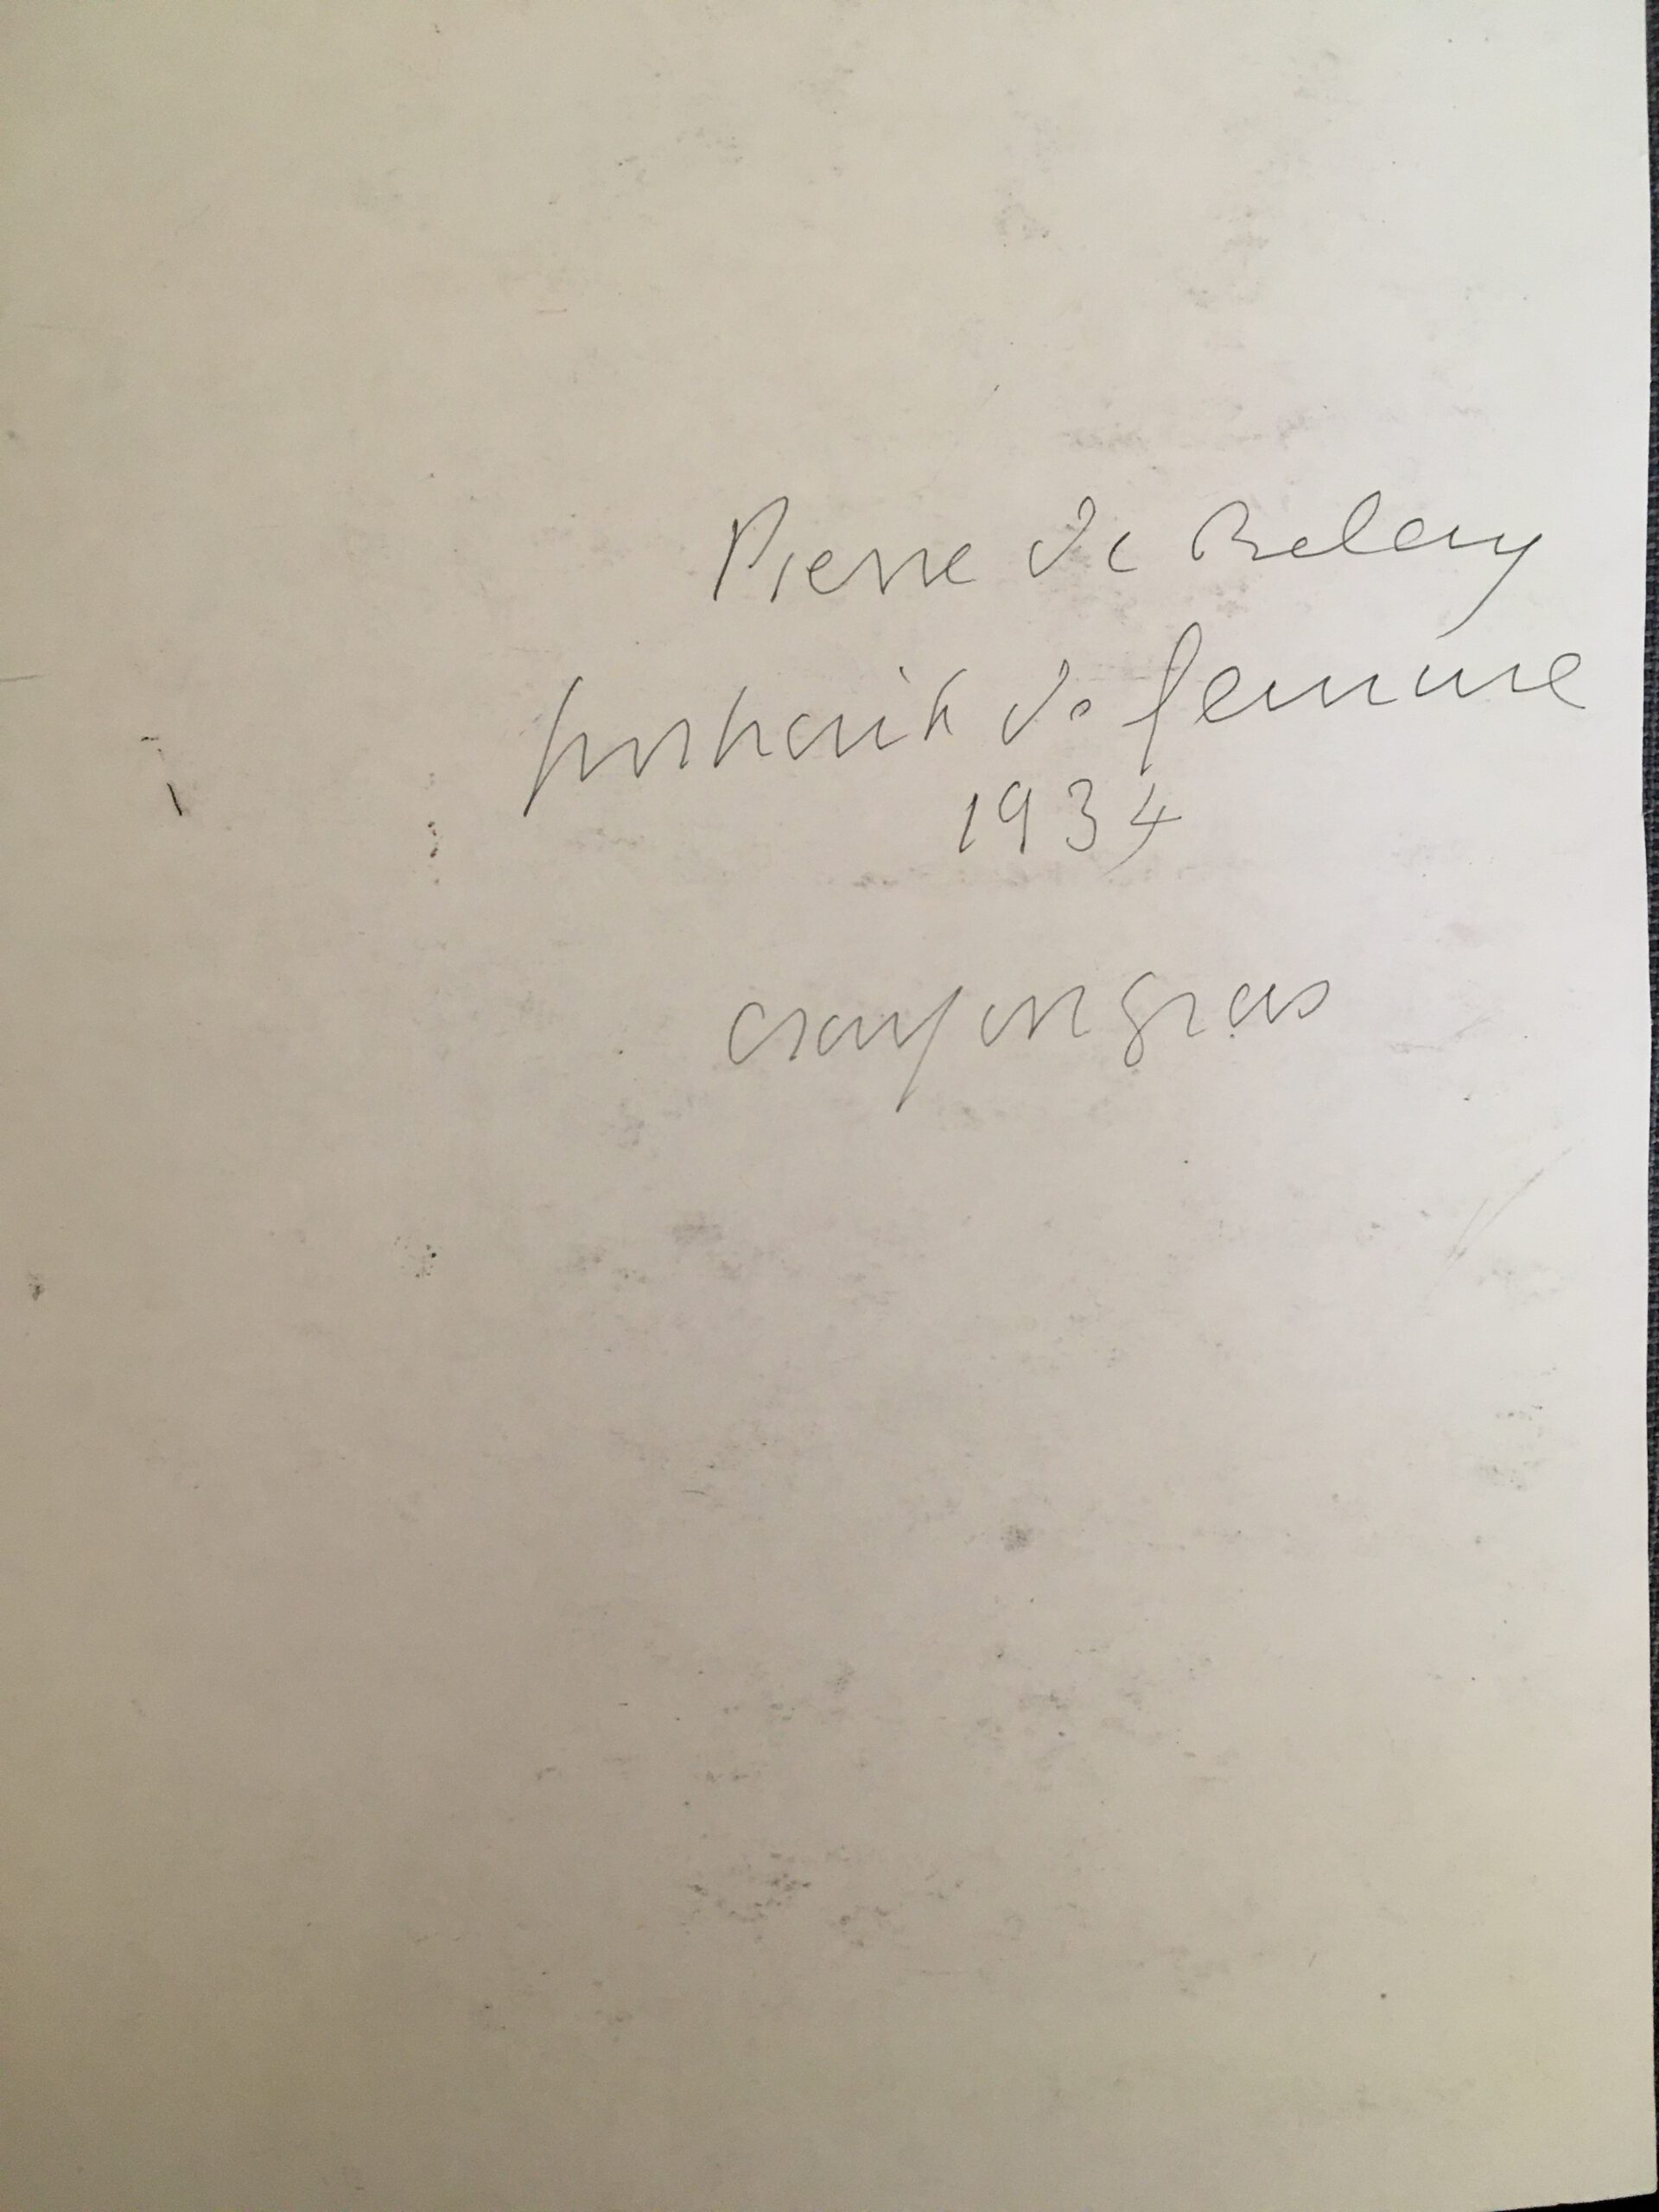 Pierre de Belay
portrait de femme
1934
crayon gras